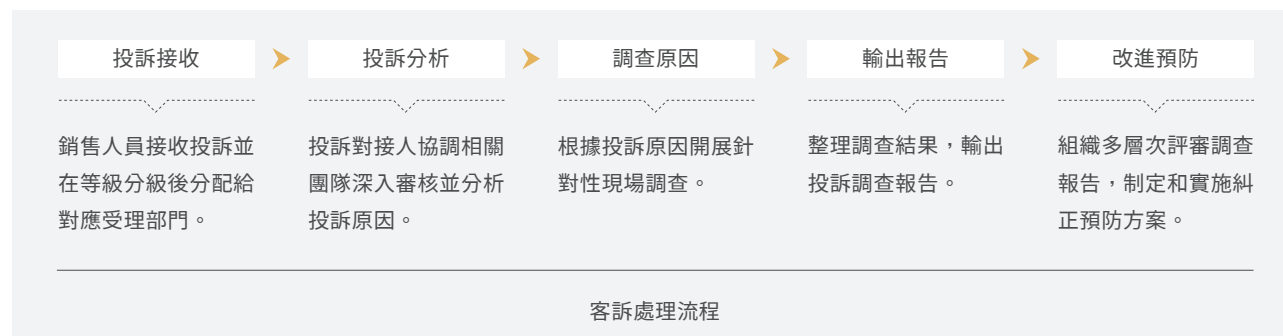 投訴接收
投訴分析
調查原因
輸出報告
改進預防
銷售人員接收投訴並
在等級分級後分配給
對應受理部門。
投訴對接人協調相關
團隊深入審核並分析
投訴原因。
根據投訴原因開展針
對性現場調查。
整理調查結果，輸出
投訴調查報告。
組織多層次評審調查
報告，制定和實施糾
正預防方案。
客訴處理流程